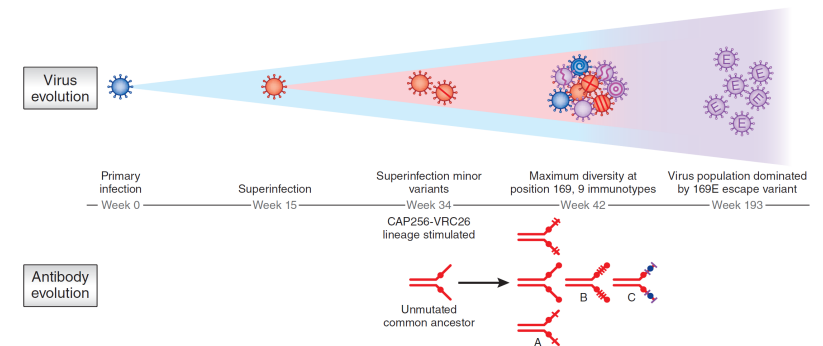 Virus
evolution
Primary
infection
Week 0
Superinfection
Week 15
Superinfection minor
variants
Week 34
Maximum diversity at
position 169, 9 immunotypes
Week 42
Virus population dominated
by 169E escape variant
Week 193
E
E
E
E
E
E
CAP256-VRC26
lineage stimulated
Antibody
evolution
Unmutated
common ancestor
B
C
A